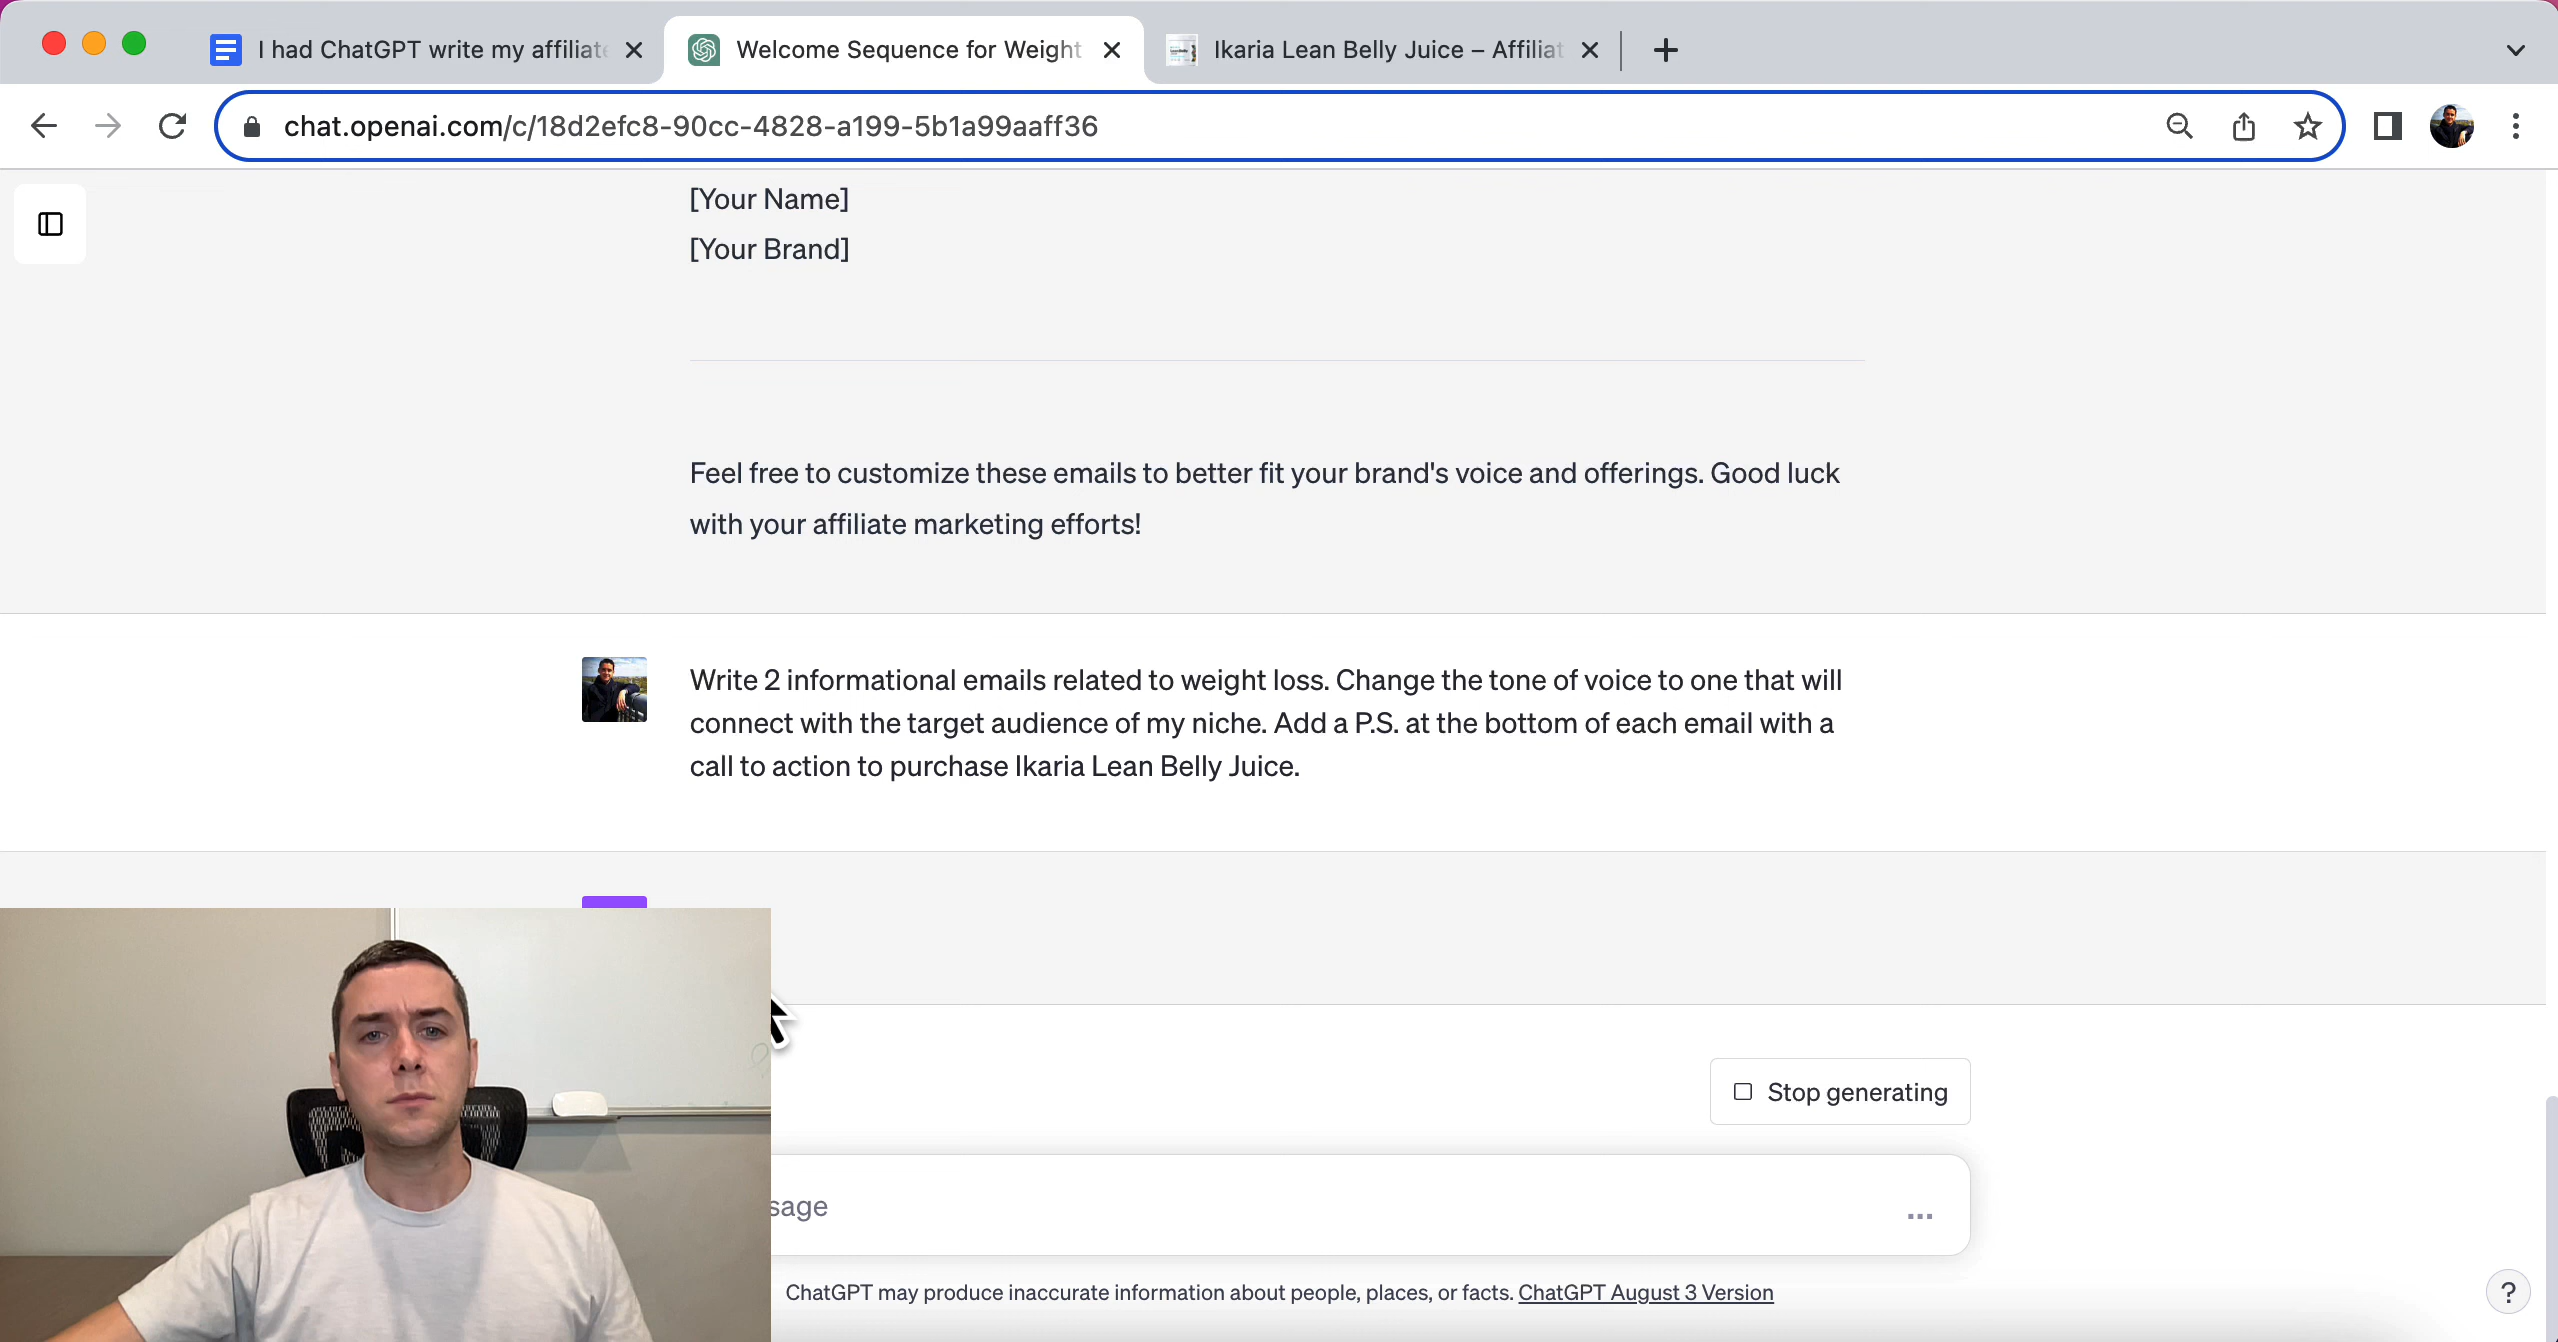 I had ChatGPT write my affiliate
Welcome Sequence for Weight
Ikaria Lean Belly Juice – Affiliat
chat.openai.com/c/18d2efc8-90cc-4828-a199-5b1a99aaff36
[Your Name]
[Your Brand]
Feel free to customize these emails to better fit your brand's voice and offerings. Good luck
with your affiliate marketing efforts!
Write 2 informational emails related to weight loss. Change the tone of voice to one that will
connect with the target audience of my niche. Add a P.S. at the bottom of each email with a
call to action to purchase Ikaria Lean Belly Juice.
Stop generating
sage
ChatGPT may produce inaccurate information about people, places, or facts. ChatGPT August 3 Version
?